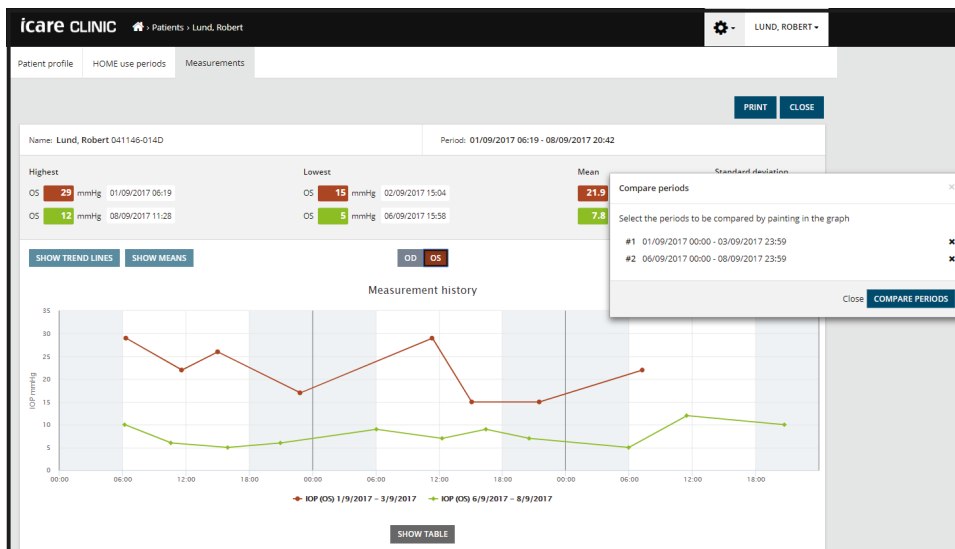 icare CLINIC › Patients › Lund, Robert LUND, ROBERT
Patient profile HOME use periods Measurements
PRINT CLOSE
Name: Lund, Robert 041146-014D Period: 01/09/2017 06:19 - 08/09/2017 20:42
Highest Lowest Mean Standard deviation
OS 29 mmHg 01/09/2017 06:19 OS 15 mmHg 02/09/2017 15:04 21.9
OS 12 mmHg 08/09/2017 11:28 OS 5 mmHg 06/09/2017 15:58 7.8
Compare periods ×
Select the periods to be compared by painting in the graph
#1 01/09/2017 00:00 - 03/09/2017 23:59 ×
#2 06/09/2017 00:00 - 08/09/2017 23:59 ×
Close COMPARE PERIODS
SHOW TREND LINES SHOW MEANS OD OS
Measurement history
IOP mmHg
35
30
25
20
15
10
5
0
00:00 06:00 12:00 18:00 00:00 06:00 12:00 18:00 00:00 06:00 12:00 18:00
IOP (OS) 1/9/2017 – 3/9/2017 IOP (OS) 6/9/2017 – 8/9/2017
SHOW TABLE